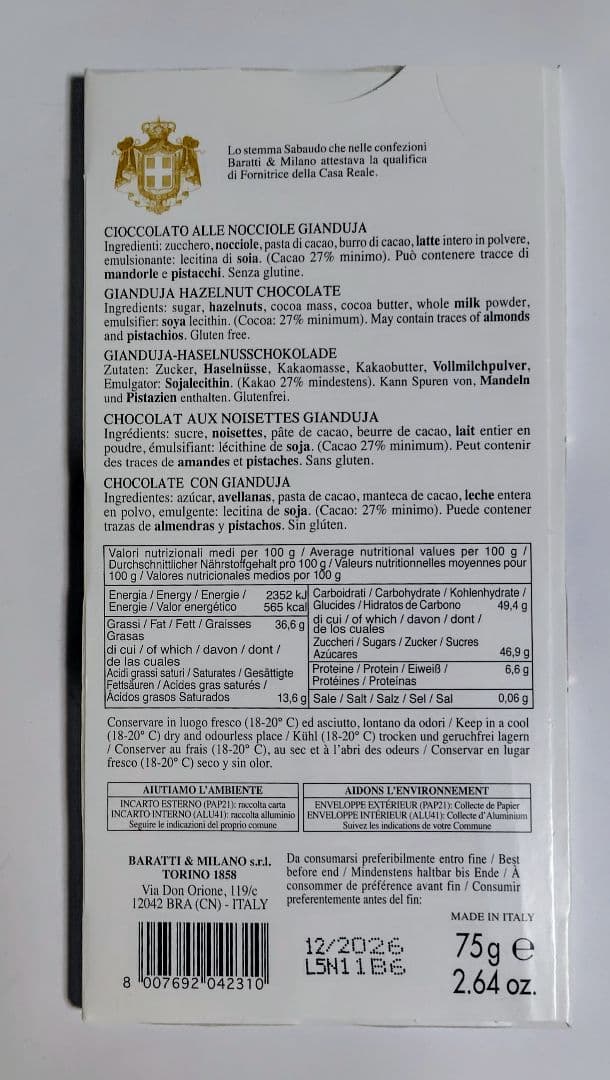 Lo stemma Sabaudo che nelle confezioni
Baratti & Milano attestava la qualifica
di Fornitrice della Casa Reale.
CIOCCOLATO ALLE NOCCIOLE GIANDUJA
Ingredienti: zucchero, nocciole, pasta di cacao, burro di cacao, latte intero in polvere,
emulsionante: lecitina di soia. (Cacao 27% minimo). Può contenere tracce di
mandorle e pistacchi. Senza glutine.
GIANDUJA HAZELNUT CHOCOLATE
Ingredients: sugar, hazelnuts, cocoa mass, cocoa butter, whole milk powder,
emulsifier: soya lecithin. (Cocoa: 27% minimum). May contain traces of almonds
and pistachios. Gluten free.
GIANDUJA-HASELNUSSCHOKOLADE
Zutaten: Zucker, Haselnüsse, Kakaomasse, Kakaobutter, Vollmilchpulver,
Emulgator: Sojalecithin. (Kakao 27% mindestens). Kann Spuren von, Mandeln
und Pistazien enthalten. Glutenfrei.
CHOCOLAT AUX NOISETTES GIANDUJA
Ingrédients: sucre, noisettes, pâte de cacao, beurre de cacao, lait entier en
poudre, émulsifiant: lécithine de soja. (Cacao 27% minimum). Peut contenir
des traces de amandes et pistaches. Sans gluten.
CHOCOLATE CON GIANDUJA
Ingredientes: azúcar, avellanas, pasta de cacao, manteca de cacao, leche entera
en polvo, emulgente: lecitina de soja. (Cacao: 27% minimo). Puede contener
trazas de almendras y pistachos. Sin glúten.
Valori nutrizionali medi per 100 g / Average nutritional values per 100 g /
Durchschnittlicher Nährstoffgehalt pro 100 g / Valeurs nutritionnelles moyennes pour
100 g / Valores nutricionales medios por 100 g
Energia / Energy / Energie / 2352 kJ
Energie / Valor energético 565 kcal
Grassi / Fat / Fett / Graisses 36,6 g
Grasas
di cui / of which / davon / dont /
de las cuales
Acidi grassi saturi / Saturates / Gesättigte
Fettsäuren / Acides gras saturés /
Ácidos grasos Saturados 13,6 g
Carboidrati / Carbohydrate / Kohlenhydrate /
Glucides / Hidratos de Carbono 49,4 g
di cui / of which / davon / dont /
de los cuales
Zuccheri / Sugars / Zucker / Sucres
Azúcares 46,9 g
Proteine / Protein / Eiweiß / 6,6 g
Protéines / Proteínas
Sale / Salt / Salz / Sel / Sal 0,06 g
Conservare in luogo fresco (18-20° C) ed asciutto, lontano da odori / Keep in a cool
(18-20° C) dry and odourless place / Kühl (18-20° C) trocken und geruchfrei lagern
/ Conserver au frais (18-20° C), au sec et à l'abri des odeurs / Conservar en lugar
fresco (18-20° C) seco y sin olor.
AIUTIAMO L'AMBIENTE
INCARTO ESTERNO (PAP21): raccolta carta
INCARTO INTERNO (ALU41): raccolta alluminio
Seguire le indicazioni del proprio comune
AIDONS L'ENVIRONNEMENT
ENVELOPPE EXTÉRIEUR (PAP21): Collecte de Papier
ENVELOPPE INTÉRIEUR (ALU41): Collecte d'Aluminium
Suivez les indications de votre Commune
BARATTI & MILANO s.r.l.
TORINO 1858
Via Don Orione, 119/c
12042 BRA (CN) - ITALY
Da consumarsi preferibilmente entro fine / Best
before end / Mindenstens haltbar bis Ende / À
consommer de préférence avant fin / Consumir
preferentemente antes del fin:
MADE IN ITALY
12/2026
L5N11B6
75g e
2.64 oz.
8 007692 042310